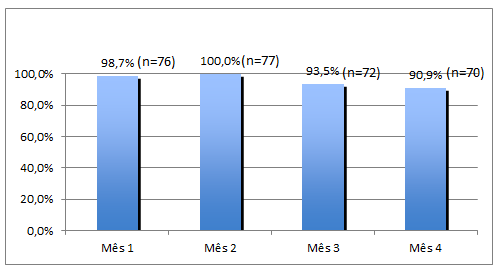 98,7% (n=76)
100,0% (n=77)
93,5% (n=72)
90,9% (n=70)
100,0%
80,0%
60,0%
40,0%
20,0%
0,0%
Mês 1 Mês 2 Mês 3 Mês 4